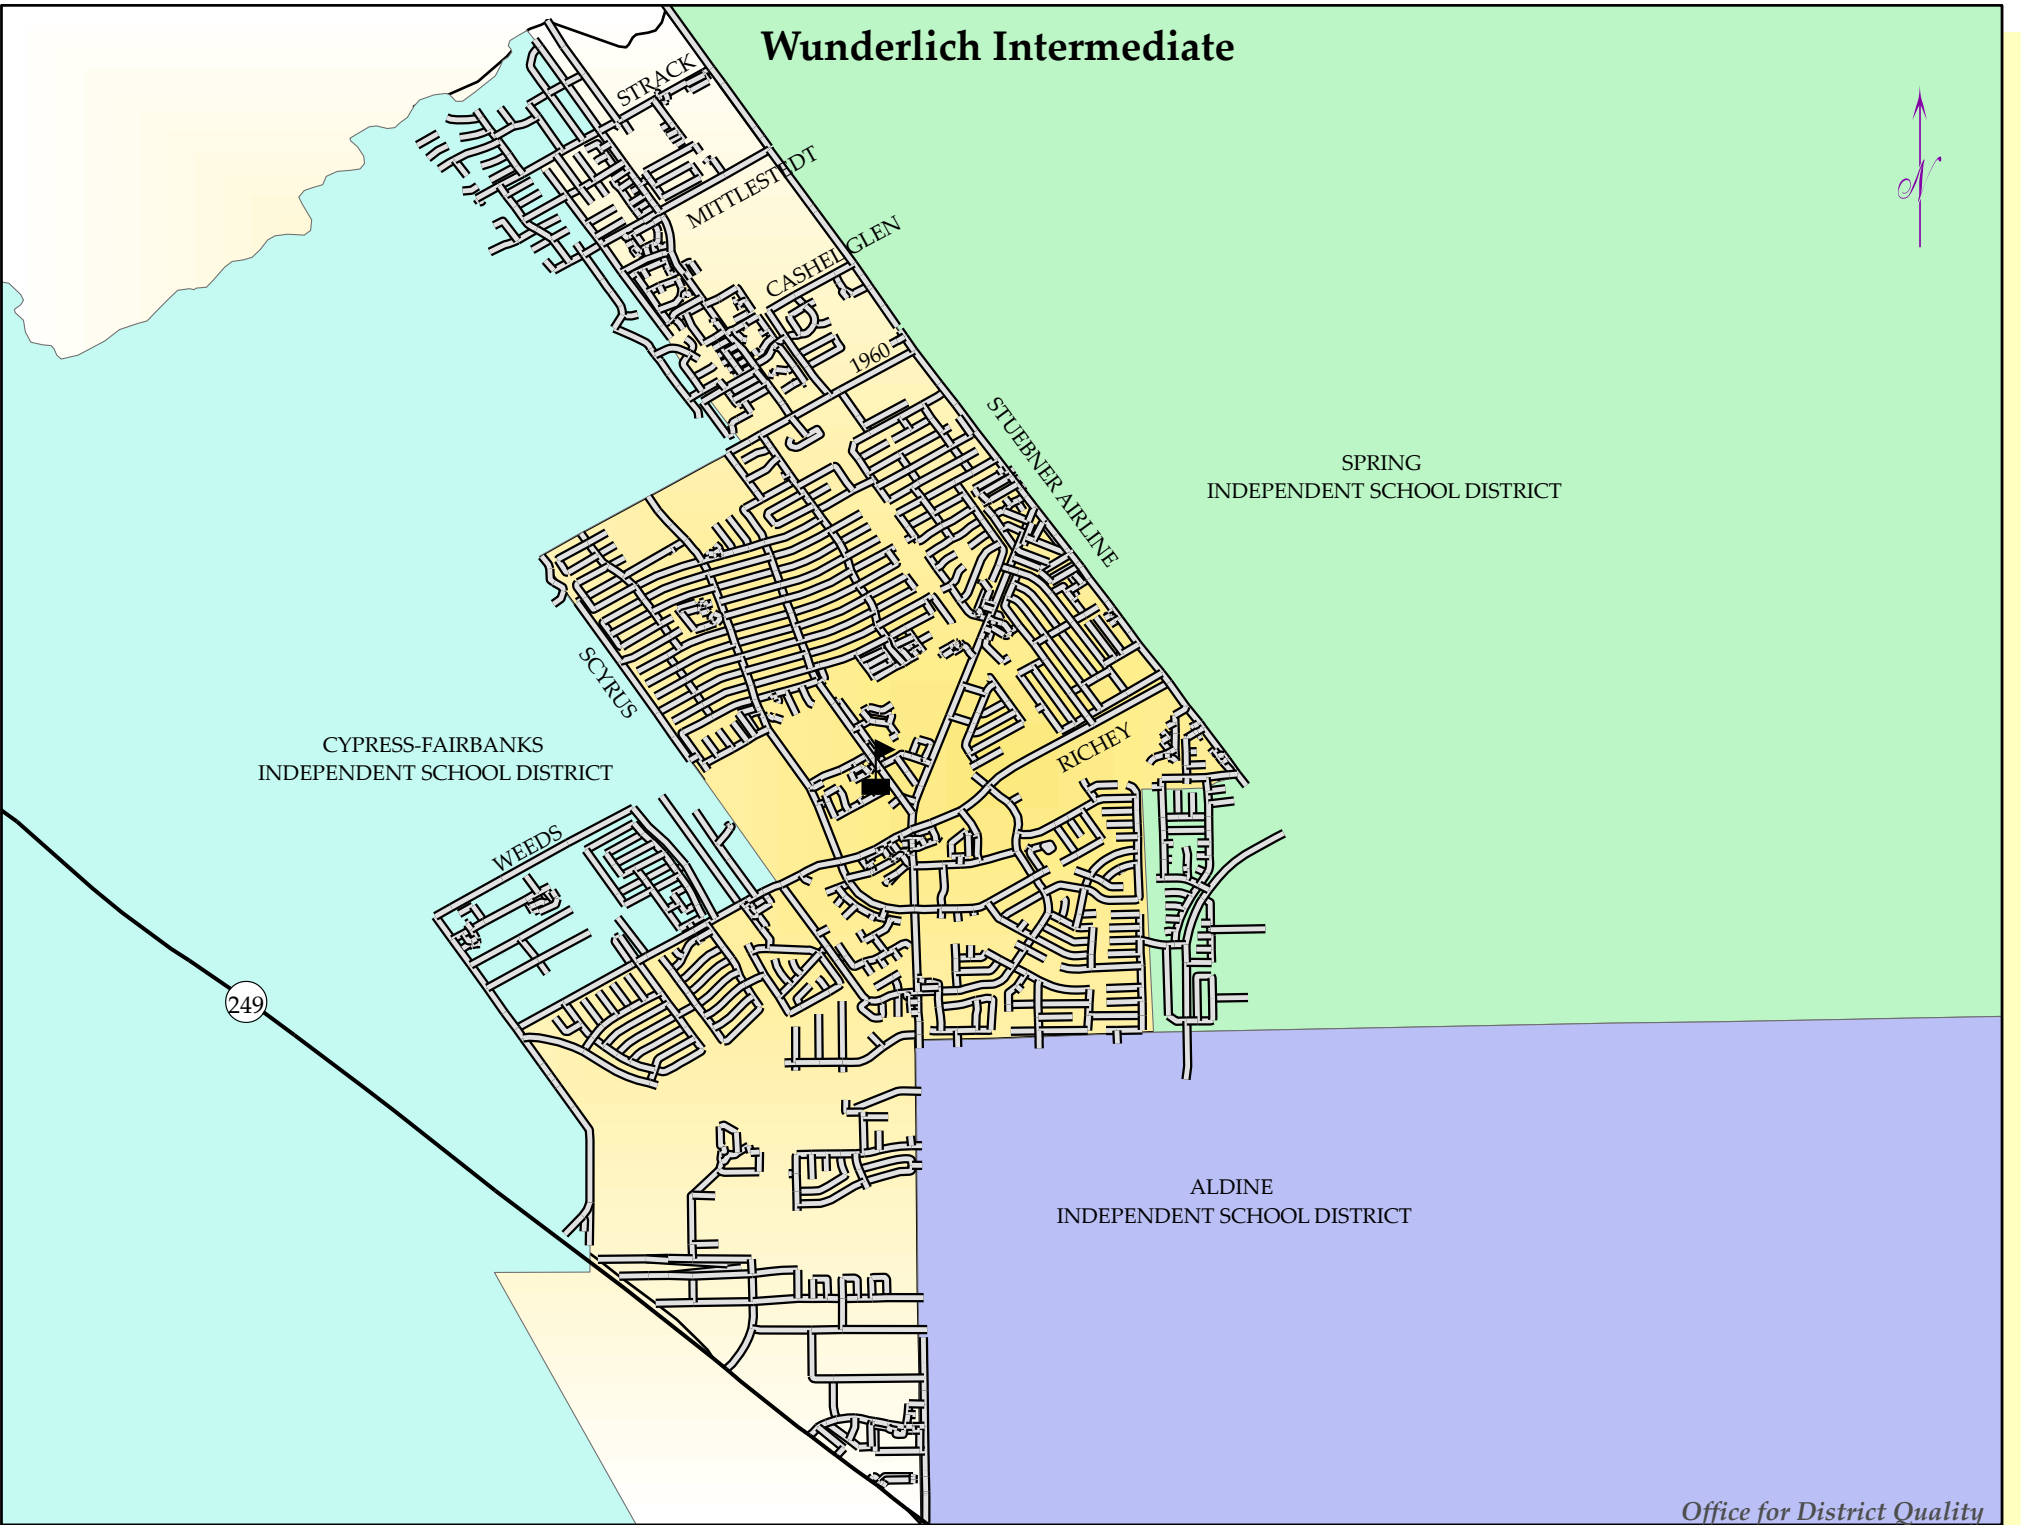 Wunderlich Intermediate
STRACK
MITTLESTEDT
CASHEL GLEN
1960
STUEBNER AIRLINE
SPRING
INDEPENDENT SCHOOL DISTRICT
SCYRUS
RICHEY
CYPRESS-FAIRBANKS
INDEPENDENT SCHOOL DISTRICT
WEEDS
249
ALDINE
INDEPENDENT SCHOOL DISTRICT
Office for District Quality
N